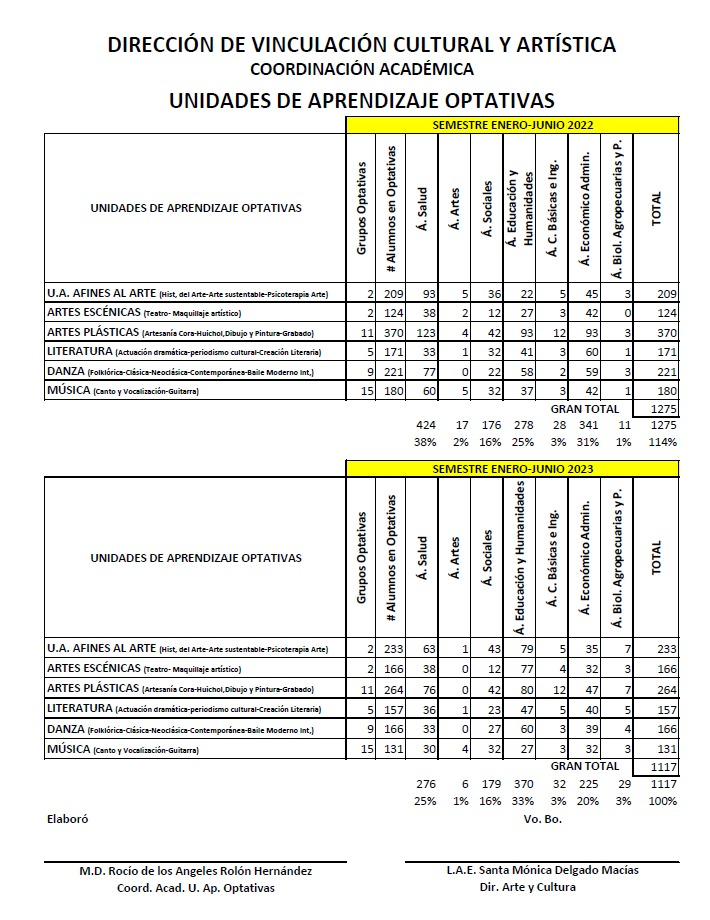 DIRECCIÓN DE VINCULACIÓN CULTURAL Y ARTÍSTICA
COORDINACIÓN ACADÉMICA
UNIDADES DE APRENDIZAJE OPTATIVAS
SEMESTRE ENERO-JUNIO 2022
UNIDADES DE APRENDIZAJE OPTATIVAS Grupos Optativas # Alumnos en Optativas Á. Salud Á. Artes Á. Sociales Á. Educación y Humanidades Á. C. Básicas e Ing. Á. Económico Admin. Á. Biol. Agropecuarias y P. TOTAL
U.A. AFINES AL ARTE (Hist, del Arte-Arte sustentable-Psicoterapia Arte) 2 209 93 5 36 22 5 45 3 209
ARTES ESCÉNICAS (Teatro- Maquillaje artístico) 2 124 38 2 12 27 3 42 0 124
ARTES PLÁSTICAS (Artesanía Cora-Huichol,Dibujo y Pintura-Grabado) 11 370 123 4 42 93 12 93 3 370
LITERATURA (Actuación dramática-periodismo cultural-Creación Literaria) 5 171 33 1 32 41 3 60 1 171
DANZA (Folklórica-Clásica-Neoclásica-Contemporánea-Baile Moderno Int,) 9 221 77 0 22 58 2 59 3 221
MÚSICA (Canto y Vocalización-Guitarra) 15 180 60 5 32 37 3 42 1 180
GRAN TOTAL 1275
424 17 176 278 28 341 11 1275
38% 2% 16% 25% 3% 31% 1% 114%
SEMESTRE ENERO-JUNIO 2023
UNIDADES DE APRENDIZAJE OPTATIVAS Grupos Optativas # Alumnos en Optativas Á. Salud Á. Artes Á. Sociales Á. Educación y Humanidades Á. C. Básicas e Ing. Á. Económico Admin. Á. Biol. Agropecuarias y P. TOTAL
U.A. AFINES AL ARTE (Hist, del Arte-Arte sustentable-Psicoterapia Arte) 2 233 63 1 43 79 5 35 7 233
ARTES ESCÉNICAS (Teatro- Maquillaje artístico) 2 166 38 0 12 77 4 32 3 166
ARTES PLÁSTICAS (Artesanía Cora-Huichol,Dibujo y Pintura-Grabado) 11 264 76 0 42 80 12 47 7 264
LITERATURA (Actuación dramática-periodismo cultural-Creación Literaria) 5 157 36 1 23 47 5 40 5 157
DANZA (Folklórica-Clásica-Neoclásica-Contemporánea-Baile Moderno Int,) 9 166 33 0 27 60 3 39 4 166
MÚSICA (Canto y Vocalización-Guitarra) 15 131 30 4 32 27 3 32 3 131
GRAN TOTAL 1117
276 6 179 370 32 225 29 1117
25% 1% 16% 33% 3% 20% 3% 100%
Elaboró Vo. Bo.
M.D. Rocío de los Angeles Rolón Hernández L.A.E. Santa Mónica Delgado Macías
Coord. Acad. U. Ap. Optativas Dir. Arte y Cultura